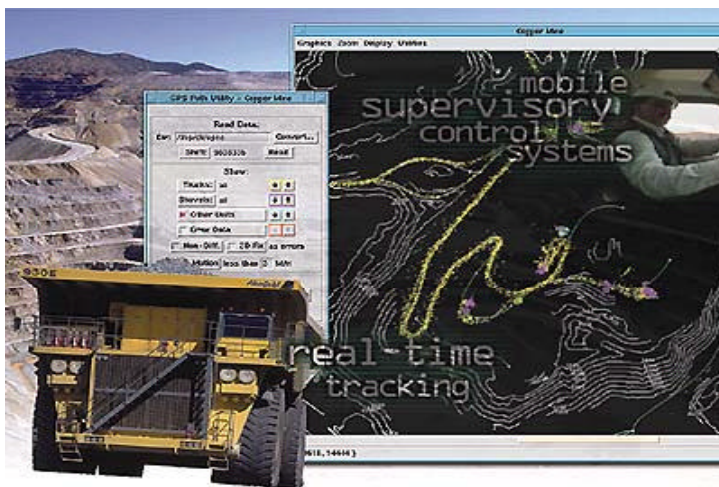 Copper Mine
Graphics Zoom Display Utilities
mobile
supervisory
control
systems
GPS Path Utility - Copper Mine
Read Data:
Convert...
Shift:
Read
Show:
Trucks: all
Shovels: all
Other Units
Error Data
Non-Diff. 2D Fix as errors
Motion less than
930E
real-time
tracking